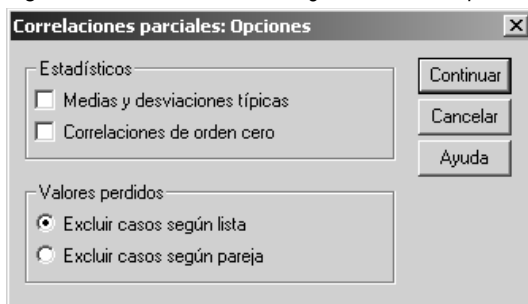 Correlaciones parciales: Opciones
Estadísticos
Medias y desviaciones típicas
Correlaciones de orden cero
Valores perdidos
Excluir casos según lista
Excluir casos según pareja
Continuar
Cancelar
Ayuda